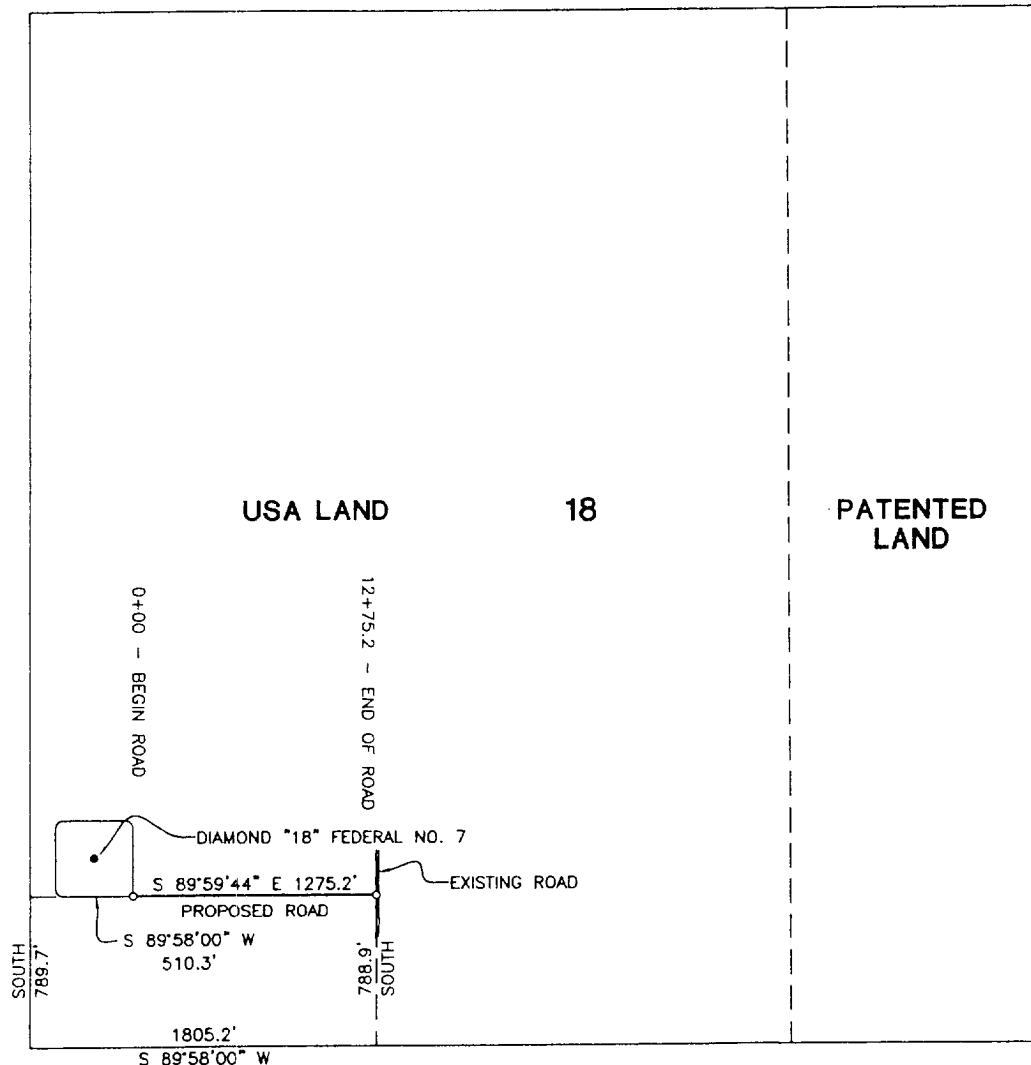 USA LAND
18
PATENTED
LAND
0+00 - BEGIN ROAD
12+75.2 - END OF ROAD
DIAMOND "18" FEDERAL NO. 7
S 89°59'44" E 1275.2'
EXISTING ROAD
PROPOSED ROAD
S 89°58'00" W
510.3'
SOUTH
789.7'
788.9'
SOUTH
1805.2'
S 89°58'00" W